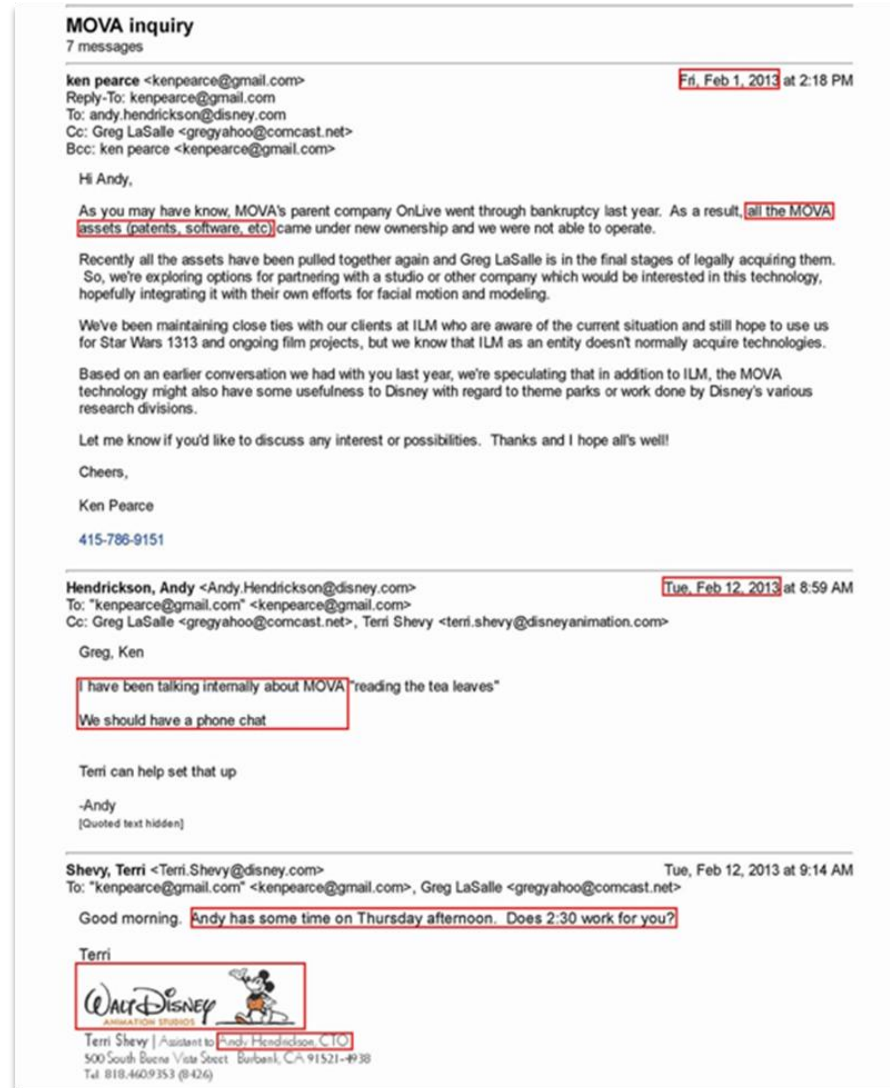 MOVA inquiry
7 messages
ken pearce <kenpearce@gmail.com>
Fri, Feb 1, 2013 at 2:18 PM
Reply-To: kenpearce@gmail.com
To: andy.hendrickson@disney.com
Cc: Greg LaSalle <gregyahoo@comcast.net>
Bcc: ken pearce <kenpearce@gmail.com>
Hi Andy,
As you may have know, MOVA's parent company OnLive went through bankruptcy last year. As a result, all the MOVA
assets (patents, software, etc) came under new ownership and we were not able to operate.
Recently all the assets have been pulled together again and Greg LaSalle is in the final stages of legally acquiring them.
So, we're exploring options for partnering with a studio or other company which would be interested in this technology,
hopefully integrating it with their own efforts for facial motion and modeling.
We've been maintaining close ties with our clients at ILM who are aware of the current situation and still hope to use us
for Star Wars 1313 and ongoing film projects, but we know that ILM as an entity doesn't normally acquire technologies.
Based on an earlier conversation we had with you last year, we're speculating that in addition to ILM, the MOVA
technology might also have some usefulness to Disney with regard to theme parks or work done by Disney's various
research divisions.
Let me know if you'd like to discuss any interest or possibilities. Thanks and I hope all's well!
Cheers,
Ken Pearce
415-786-9151
Hendrickson, Andy <Andy.Hendrickson@disney.com>
Tue, Feb 12, 2013 at 8:59 AM
To: "kenpearce@gmail.com" <kenpearce@gmail.com>
Cc: Greg LaSalle <gregyahoo@comcast.net>, Terri Shevy <terri.shevy@disneyanimation.com>
Greg, Ken
I have been talking internally about MOVA "reading the tea leaves"
We should have a phone chat
Terri can help set that up
-Andy
[Quoted text hidden]
Shevy, Terri <Terri.Shevy@disney.com>
Tue, Feb 12, 2013 at 9:14 AM
To: "kenpearce@gmail.com" <kenpearce@gmail.com>, Greg LaSalle <gregyahoo@comcast.net>
Good morning. Andy has some time on Thursday afternoon. Does 2:30 work for you?
Terri
WALT DISNEY
ANIMATION STUDIOS
Terri Shevy | Assistant to Andy Hendrickson, CTO
500 South Buena Vista Street Burbank, CA 91521-4938
Tel 818.460.9353 (8426)